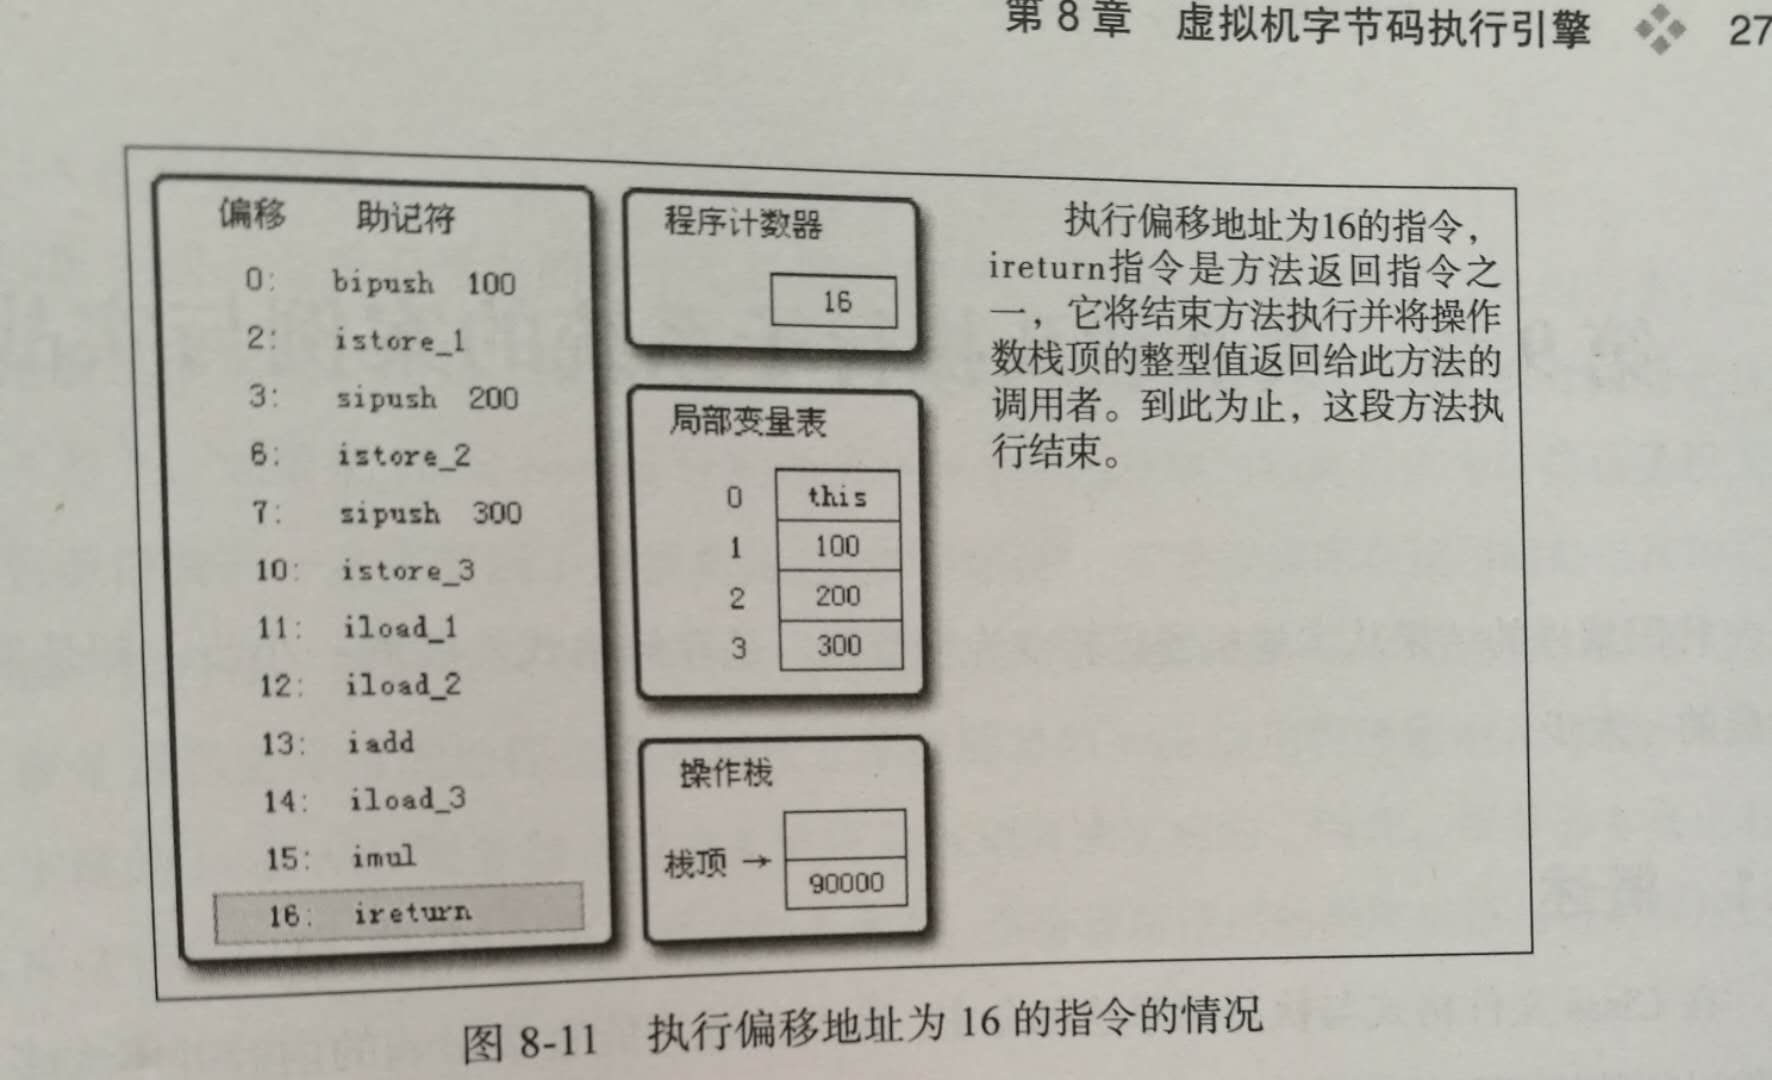 第 8 章 虚拟机字节码执行引擎 ❖ 27
偏移 助记符
0: bipush 100
2: istore_1
3: sipush 200
6: istore_2
7: sipush 300
10: istore_3
11: iload_1
12: iload_2
13: iadd
14: iload_3
15: imul
16: ireturn
程序计数器
16
局部变量表
0 this
1 100
2 200
3 300
操作栈
栈顶 →
90000
执行偏移地址为16的指令，
ireturn指令是方法返回指令之
一，它将结束方法执行并将操作
数栈顶的整型值返回给此方法的
调用者。到此为止，这段方法执
行结束。
图 8-11 执行偏移地址为 16 的指令的情况